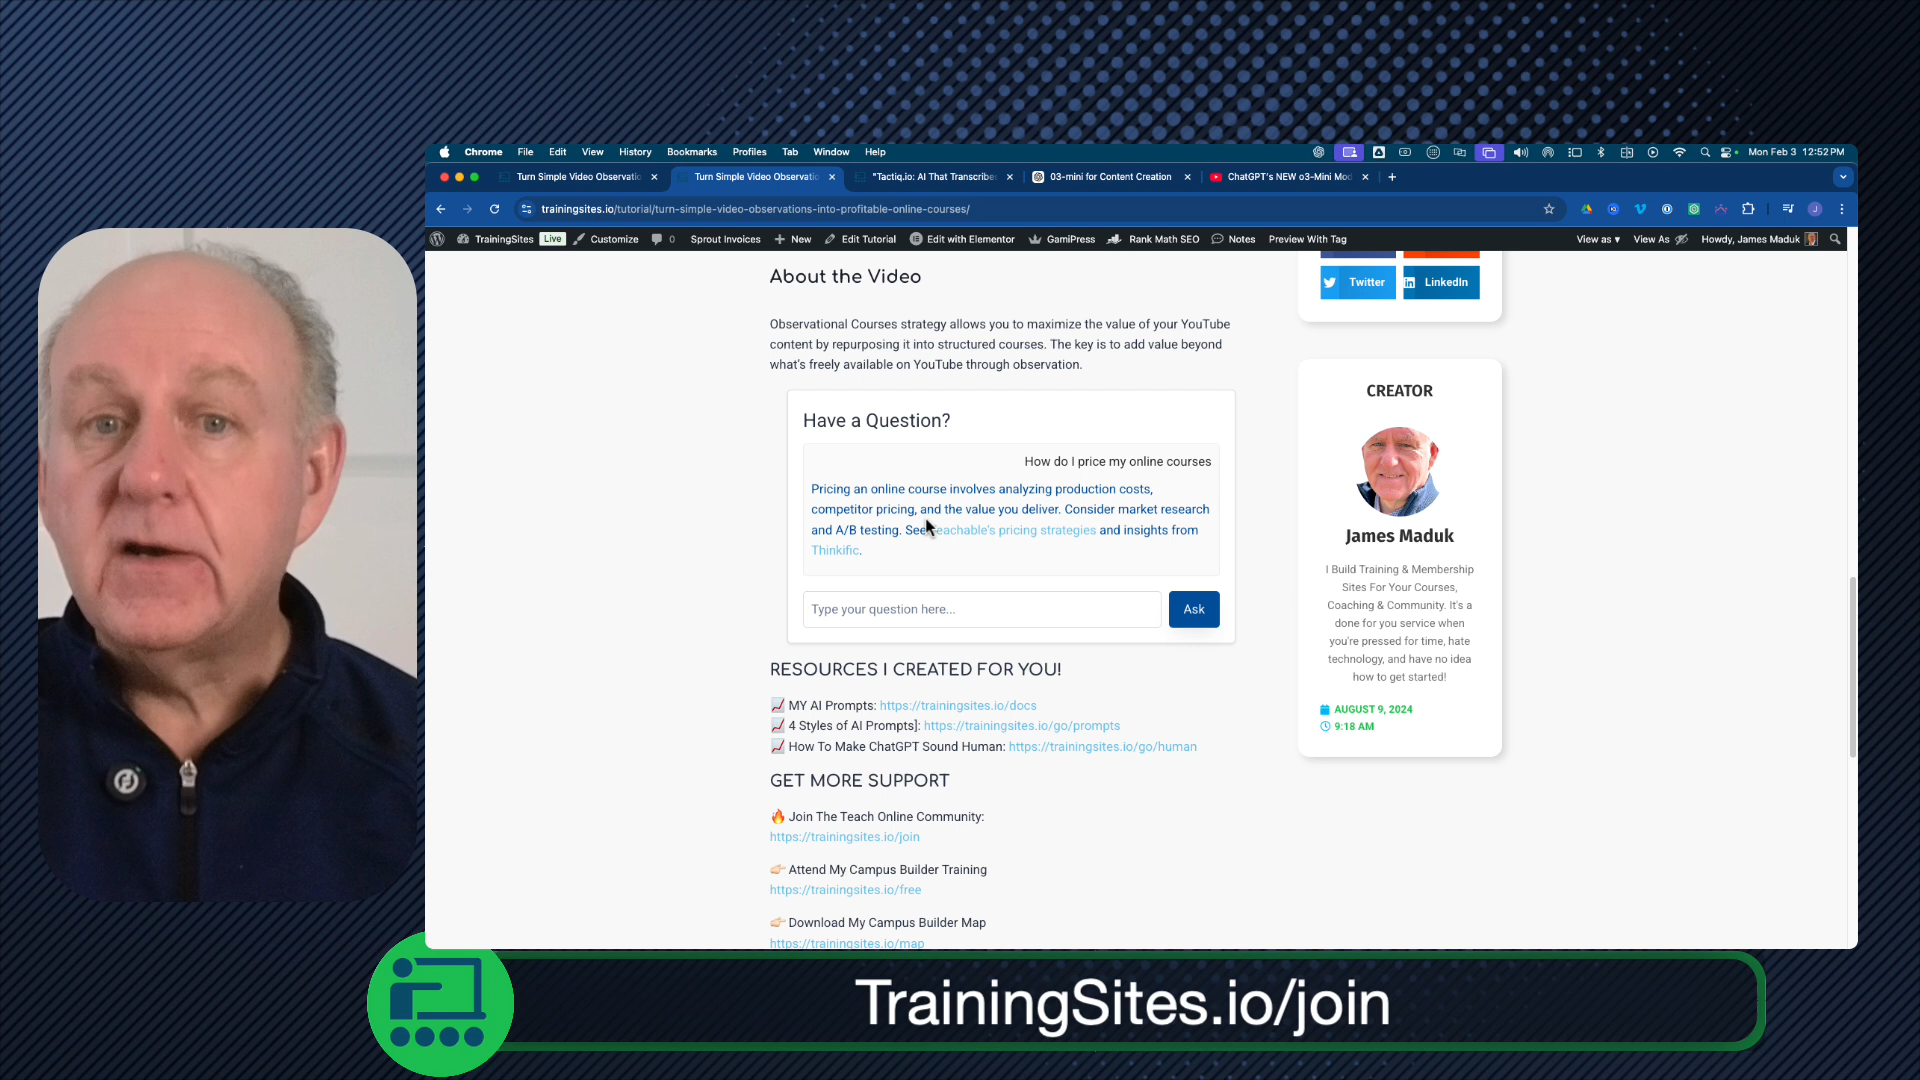 Chrome File Edit View History Bookmarks Profiles Tab Window Help
Mon Feb 3 12:52 PM
Turn Simple Video Observatio
Turn Simple Video Observatio
"Tactiq.io: AI That Transcribes
03-mini for Content Creation
ChatGPT's NEW o3-Mini Mod
trainingsites.io/tutorial/turn-simple-video-observations-into-profitable-online-courses/
TrainingSites Live Customize 0 Sprout Invoices New Edit Tutorial Edit with Elementor GamiPress Rank Math SEO Notes Preview With Tag
View as ▾ View As Howdy, James Maduk
About the Video
Observational Courses strategy allows you to maximize the value of your YouTube
content by repurposing it into structured courses. The key is to add value beyond
what's freely available on YouTube through observation.
Have a Question?
How do I price my online courses
Pricing an online course involves analyzing production costs,
competitor pricing, and the value you deliver. Consider market research
and A/B testing. See eachable's pricing strategies and insights from
Thinkific.
Type your question here...
Ask
RESOURCES I CREATED FOR YOU!
MY AI Prompts: https://trainingsites.io/docs
4 Styles of AI Prompts]: https://trainingsites.io/go/prompts
How To Make ChatGPT Sound Human: https://trainingsites.io/go/human
GET MORE SUPPORT
Join The Teach Online Community:
https://trainingsites.io/join
Attend My Campus Builder Training
https://trainingsites.io/free
Download My Campus Builder Map
https://trainingsites.io/map
Twitter
LinkedIn
CREATOR
James Maduk
I Build Training & Membership
Sites For Your Courses,
Coaching & Community. It's a
done for you service when
you're pressed for time, hate
technology, and have no idea
how to get started!
AUGUST 9, 2024
9:18 AM
TrainingSites.io/join